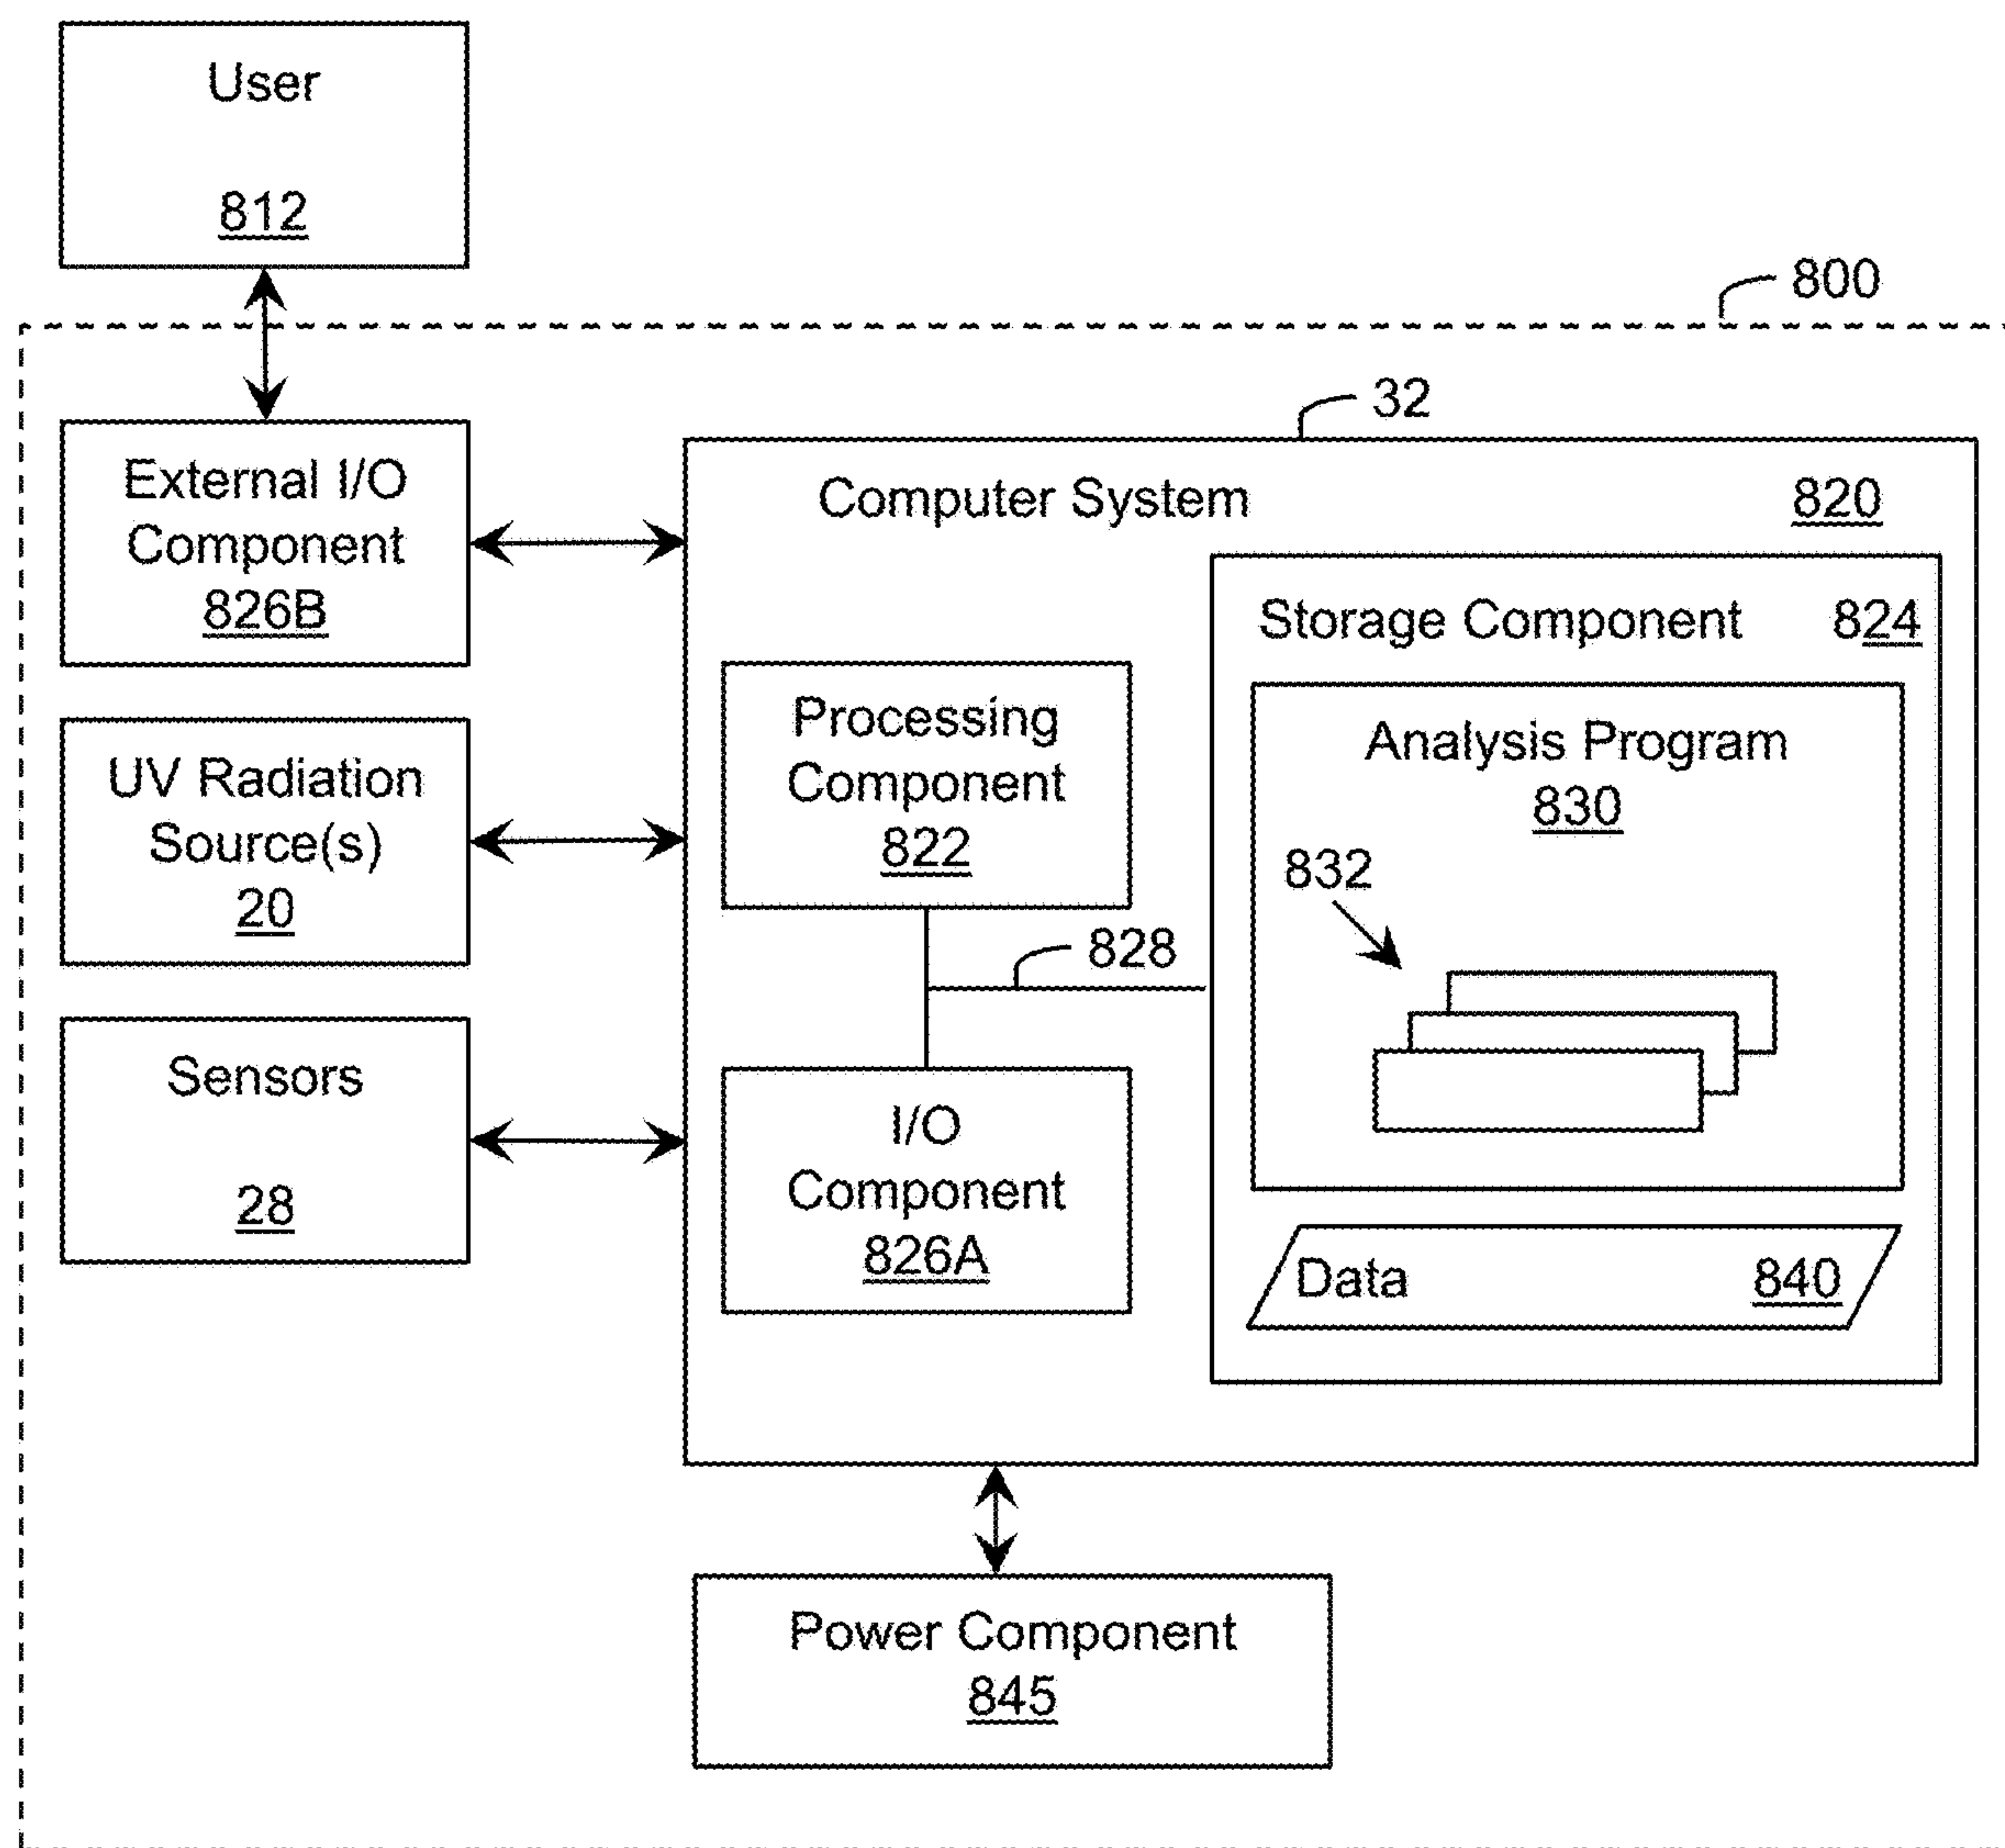 User
812
800
32
External I/O
Component
826B
Computer System 820
Storage Component 824
Processing
Component
822
Analysis Program
830
UV Radiation
Source(s)
20
832
828
Sensors
28
I/O
Component
826A
Data 840
Power Component
845